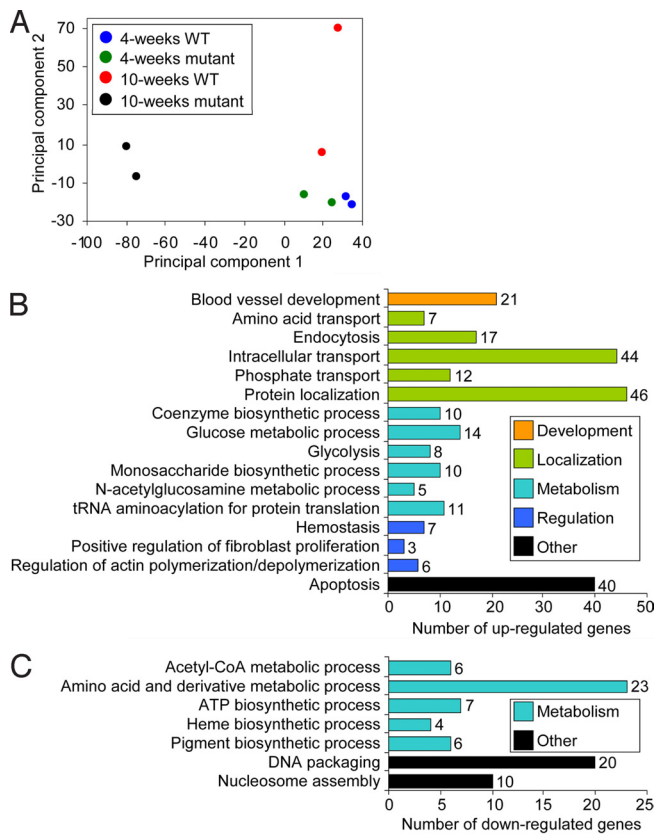 A
Principal component 2
70
50
30
10
-10
-30
4-weeks WT
4-weeks mutant
10-weeks WT
10-weeks mutant
-100 -80 -60 -40 -20 0 20 40
Principal component 1
B
Blood vessel development 21
Amino acid transport 7
Endocytosis 17
Intracellular transport 44
Phosphate transport 12
Protein localization 46
Coenzyme biosynthetic process 10
Glucose metabolic process 14
Glycolysis 8
Monosaccharide biosynthetic process 10
N-acetylglucosamine metabolic process 5
tRNA aminoacylation for protein translation 11
Hemostasis 7
Positive regulation of fibroblast proliferation 3
Regulation of actin polymerization/depolymerization 6
Apoptosis 40
Development
Localization
Metabolism
Regulation
Other
0 10 20 30 40 50
Number of up-regulated genes
C
Acetyl-CoA metabolic process 6
Amino acid and derivative metabolic process 23
ATP biosynthetic process 7
Heme biosynthetic process 4
Pigment biosynthetic process 6
DNA packaging 20
Nucleosome assembly 10
Metabolism
Other
0 5 10 15 20 25
Number of down-regulated genes